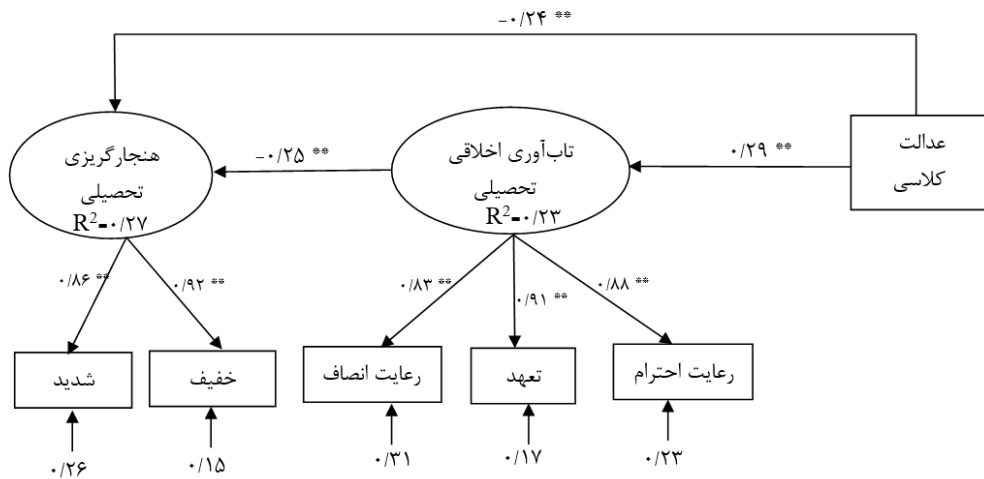 -۰/۲۴ **
عدالت
کلاسی
۰/۲۹ **
تاب‌آوری اخلاقی
تحصیلی
R²=۰/۲۳
-۰/۲۵ **
هنجارگریزی
تحصیلی
R²=۰/۲۷
۰/۸۸ **
۰/۹۱ **
۰/۸۳ **
۰/۹۲ **
۰/۸۶ **
رعایت احترام
تعهد
رعایت انصاف
خفیف
شدید
۰/۲۳
۰/۱۷
۰/۳۱
۰/۱۵
۰/۲۶